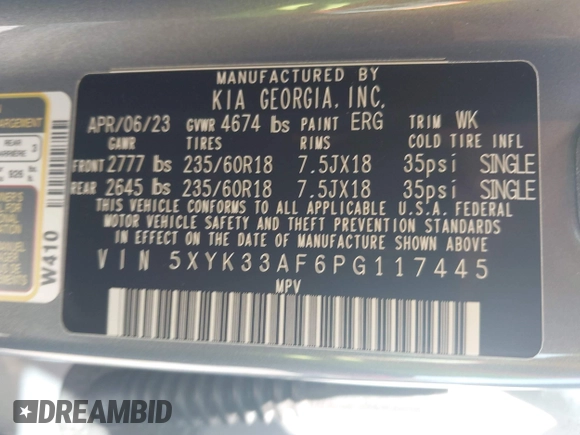 MANUFACTURED BY
KIA GEORGIA, INC.
APR/06/23 GVWR 4674 lbs PAINT ERG TRIM WK
GAWR TIRES RIMS COLD TIRE INFL
FRONT 2777 lbs 235/60R18 7.5JX18 35psi SINGLE
REAR 2645 lbs 235/60R18 7.5JX18 35psi SINGLE
THIS VEHICLE CONFORMS TO ALL APPLICABLE U.S.A. FEDERAL
MOTOR VEHICLE SAFETY AND THEFT PREVENTION STANDARDS
IN EFFECT ON THE DATE OF MANUFACTURE SHOWN ABOVE.
VIN 5XYK33AF6PG117445
MPV
W410
REAR
3
DREAMBID